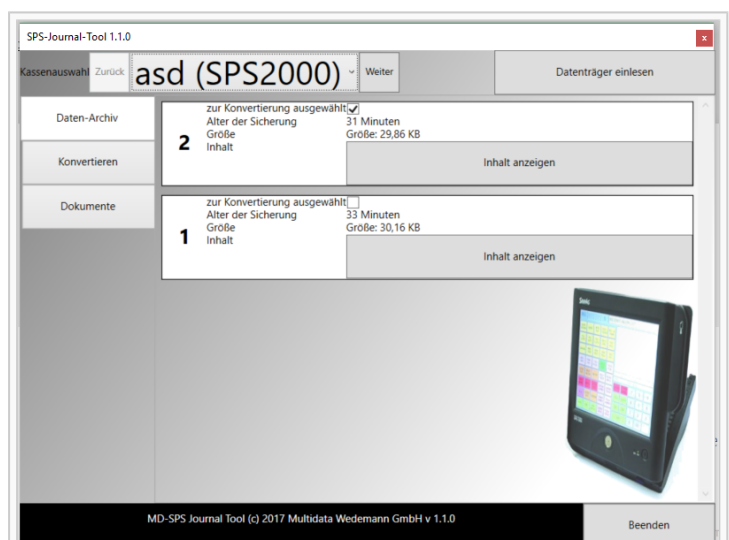 SPS-Journal-Tool 1.1.0
x
Kassenauswahl Zurück asd (SPS2000) Weiter Datenträger einlesen
Daten-Archiv
Konvertieren
Dokumente
2
zur Konvertierung ausgewählt
Alter der Sicherung 31 Minuten
Größe Größe: 29,86 KB
Inhalt
Inhalt anzeigen
1
zur Konvertierung ausgewählt
Alter der Sicherung 33 Minuten
Größe Größe: 30,16 KB
Inhalt
Inhalt anzeigen
MD-SPS Journal Tool (c) 2017 Multidata Wedemann GmbH v 1.1.0
Beenden